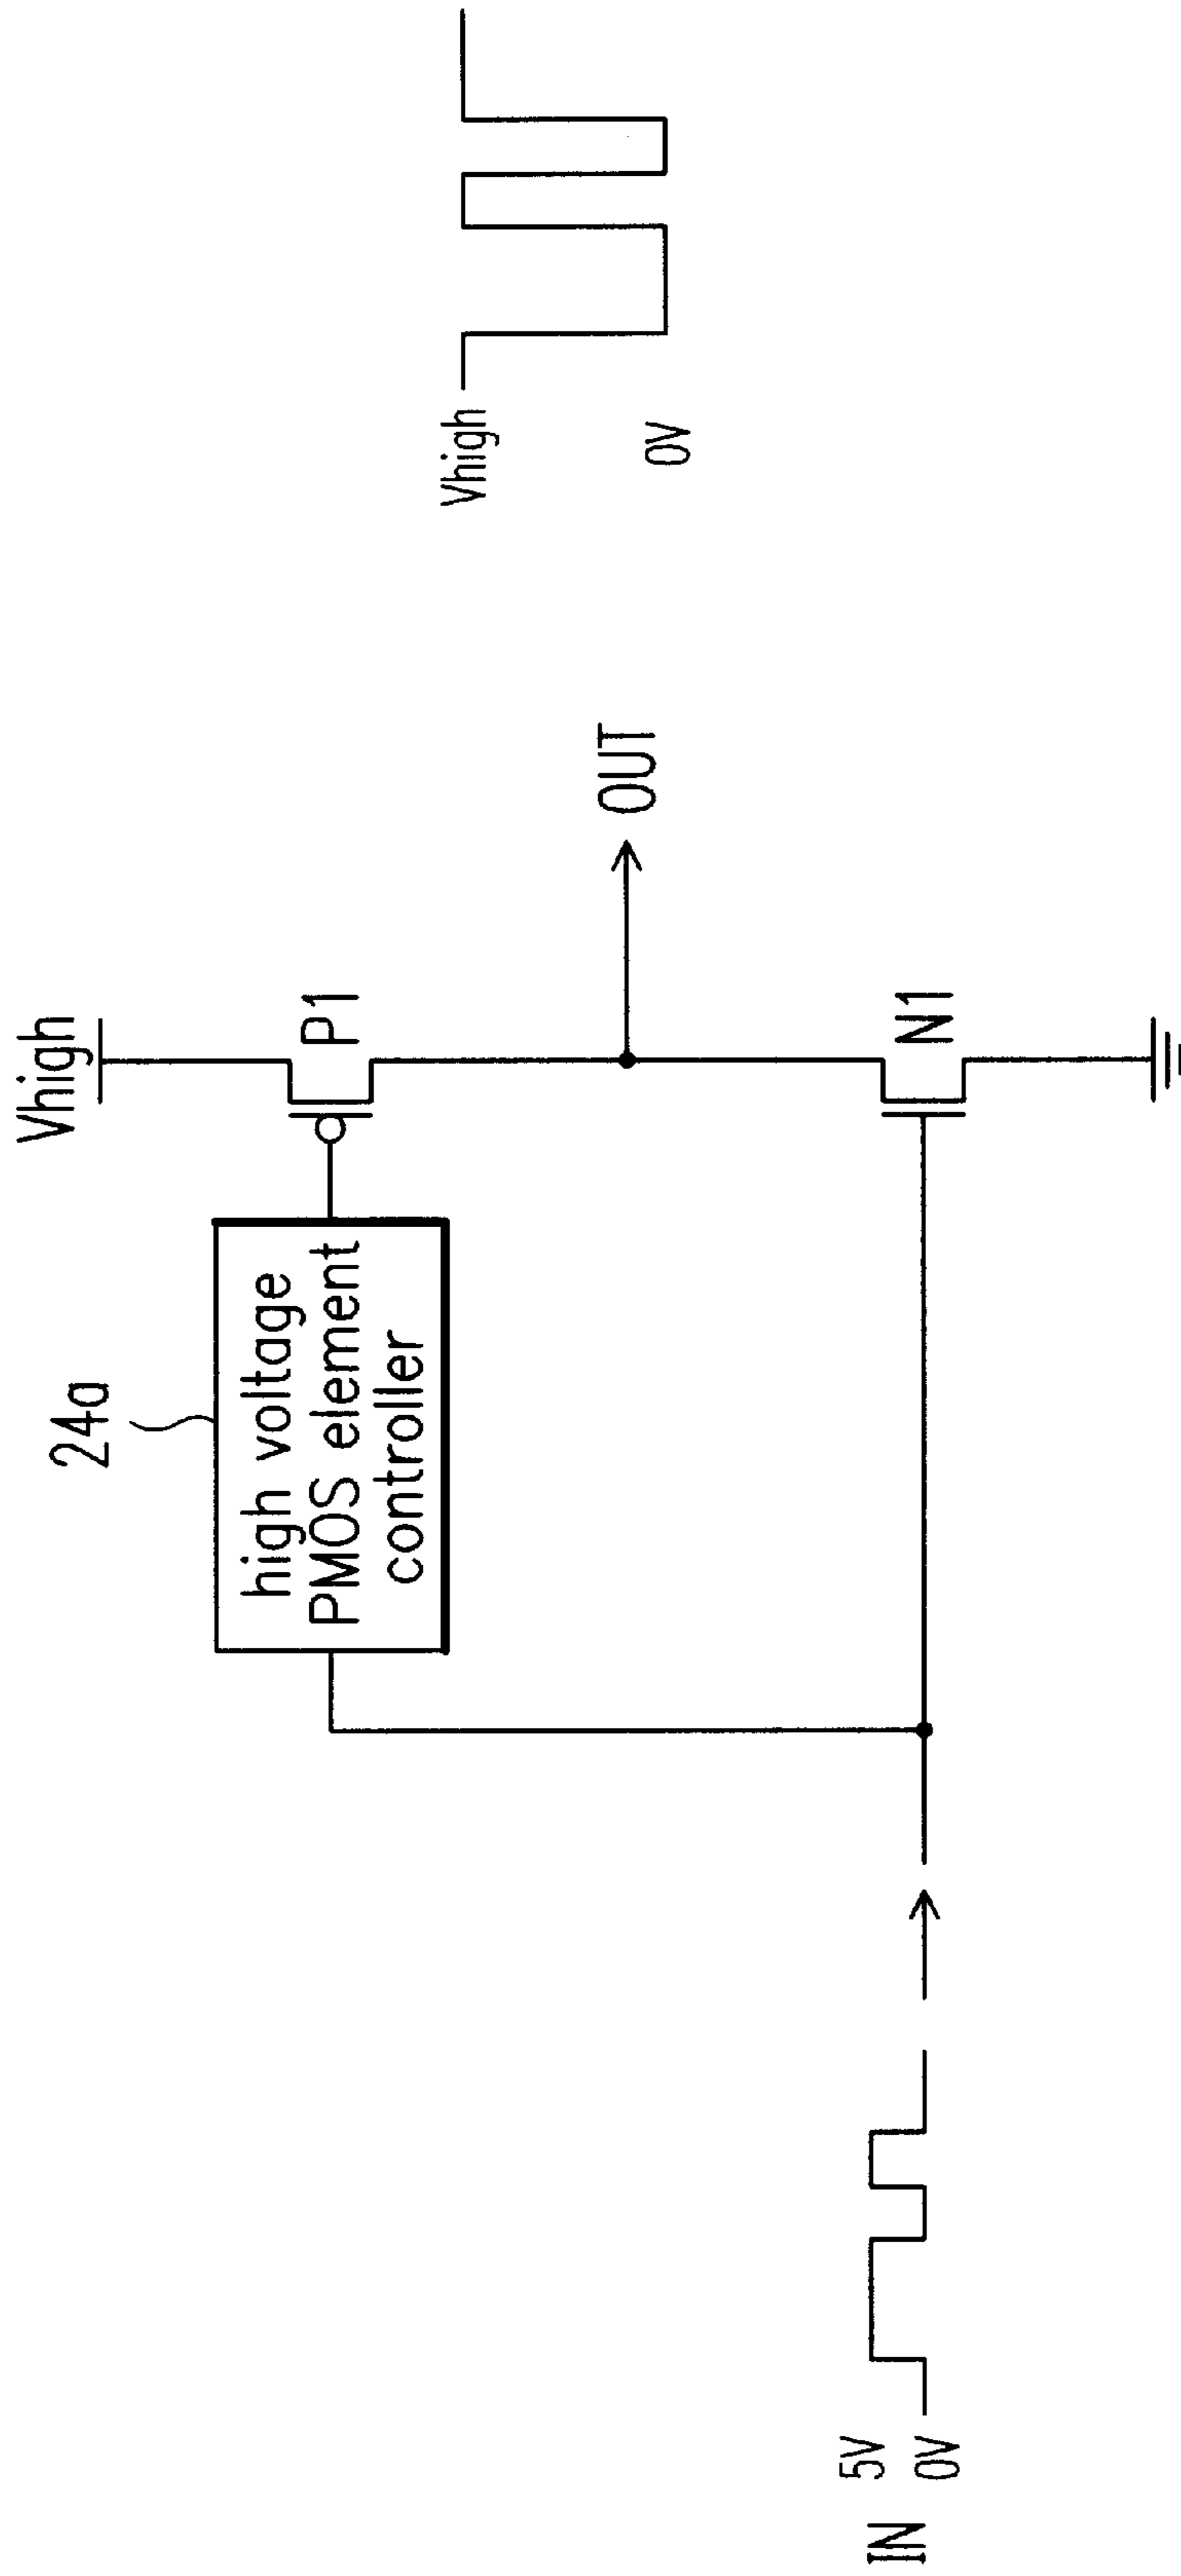 Vhigh
24a
high voltage
PMOS element
controller
P1
Vhigh
0V
OUT
N1
IN
5V
0V